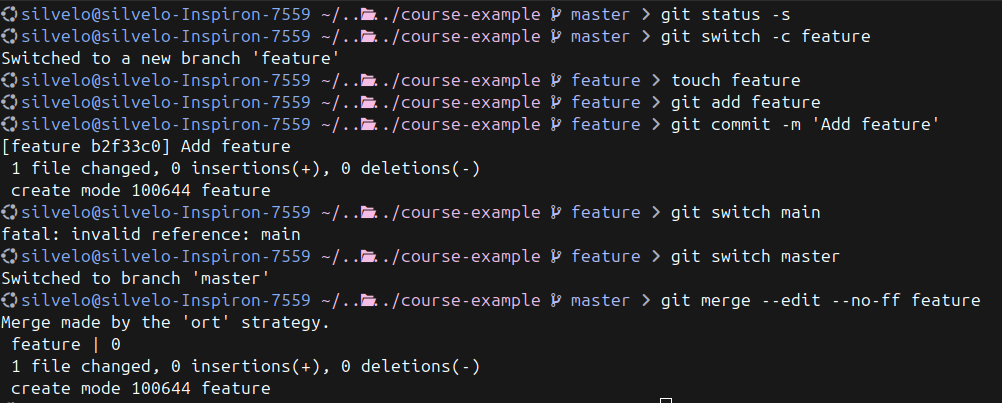 silvelo@silvelo-Inspiron-7559 ~/..../course-example master > git status -s
silvelo@silvelo-Inspiron-7559 ~/..../course-example master > git switch -c feature
Switched to a new branch 'feature'
silvelo@silvelo-Inspiron-7559 ~/..../course-example feature > touch feature
silvelo@silvelo-Inspiron-7559 ~/..../course-example feature > git add feature
silvelo@silvelo-Inspiron-7559 ~/..../course-example feature > git commit -m 'Add feature'
[feature b2f33c0] Add feature
 1 file changed, 0 insertions(+), 0 deletions(-)
 create mode 100644 feature
silvelo@silvelo-Inspiron-7559 ~/..../course-example feature > git switch main
fatal: invalid reference: main
silvelo@silvelo-Inspiron-7559 ~/..../course-example feature > git switch master
Switched to branch 'master'
silvelo@silvelo-Inspiron-7559 ~/..../course-example master > git merge --edit --no-ff feature
Merge made by the 'ort' strategy.
 feature | 0
 1 file changed, 0 insertions(+), 0 deletions(-)
 create mode 100644 feature